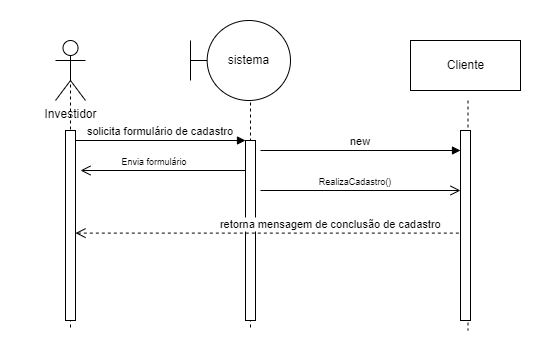 sistema
Cliente
Investidor
solicita formulário de cadastro
new
Envia formulário
RealizaCadastro()
retorna mensagem de conclusão de cadastro